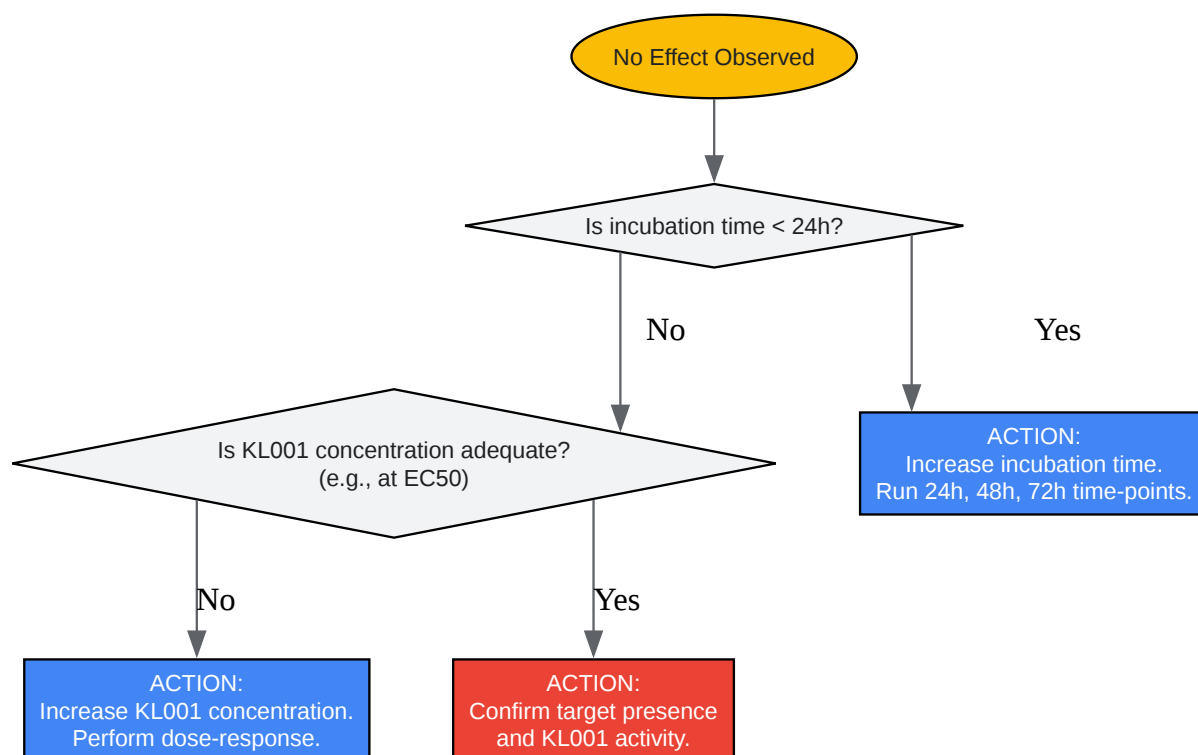 No Effect Observed
Is incubation time < 24h?
No
Yes
Is KL001 concentration adequate?
(e.g., at EC50)
ACTION:
Increase incubation time.
Run 24h, 48h, 72h time-points.
No
Yes
ACTION:
Increase KL001 concentration.
Perform dose-response.
ACTION:
Confirm target presence
and KL001 activity.